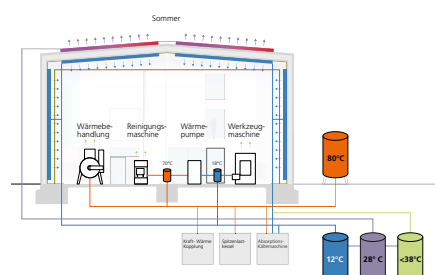 Sommer
Wärmebe-
handlung
Reinigungs-
maschine
Wärme-
pumpe
Werkzeug-
maschine
70°C
18°C
80°C
Kraft- Wärme
Kopplung
Spitzenlast-
kessel
Absorptions-
Kältemaschine
12°C
28° C
<38°C